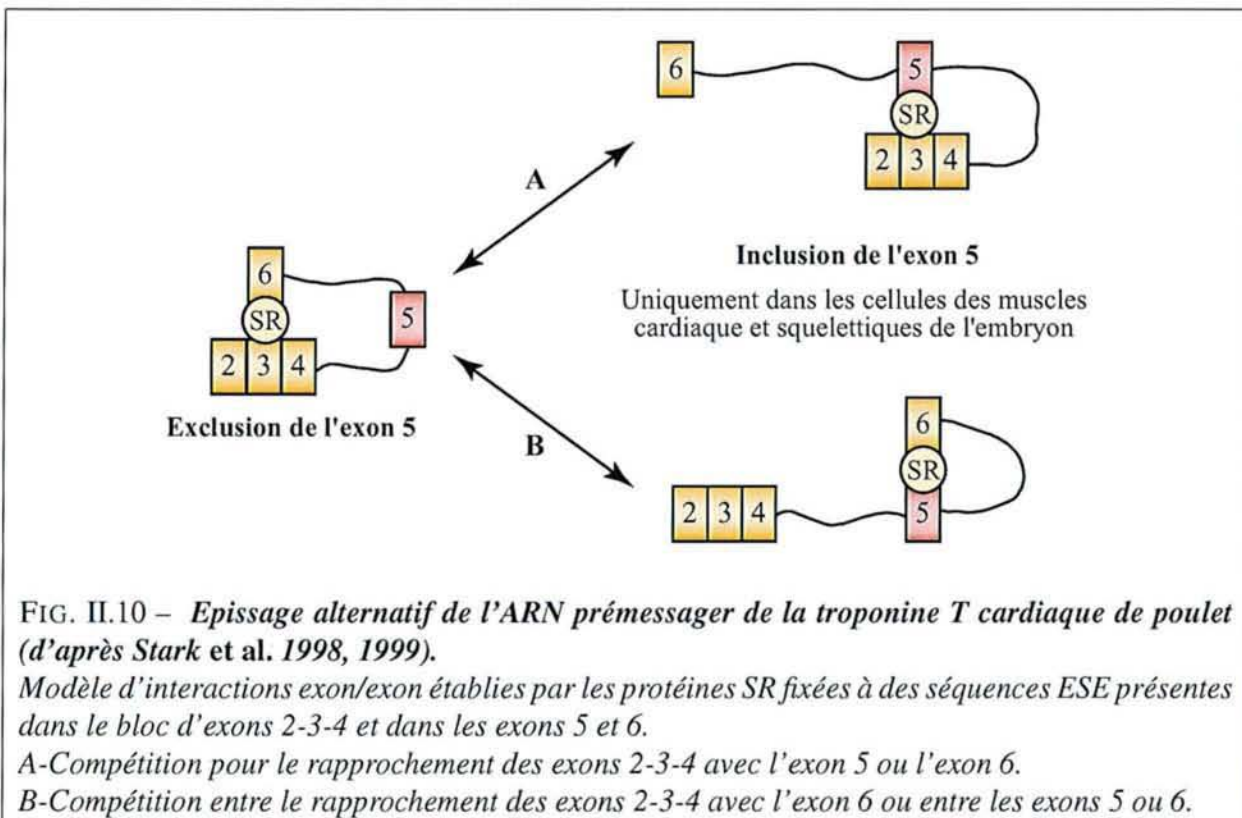 6
5
SR
2 3 4
A
Inclusion de l'exon 5
Uniquement dans les cellules des muscles
cardiaque et squelettiques de l'embryon
6
SR
5
2 3 4
Exclusion de l'exon 5
B
6
SR
2 3 4
5
FIG. II.10 – Epissage alternatif de l'ARN prémessager de la troponine T cardiaque de poulet
(d'après Stark et al. 1998, 1999).
Modèle d'interactions exon/exon établies par les protéines SR fixées à des séquences ESE présentes
dans le bloc d'exons 2-3-4 et dans les exons 5 et 6.
A-Compétition pour le rapprochement des exons 2-3-4 avec l'exon 5 ou l'exon 6.
B-Compétition entre le rapprochement des exons 2-3-4 avec l'exon 6 ou entre les exons 5 ou 6.